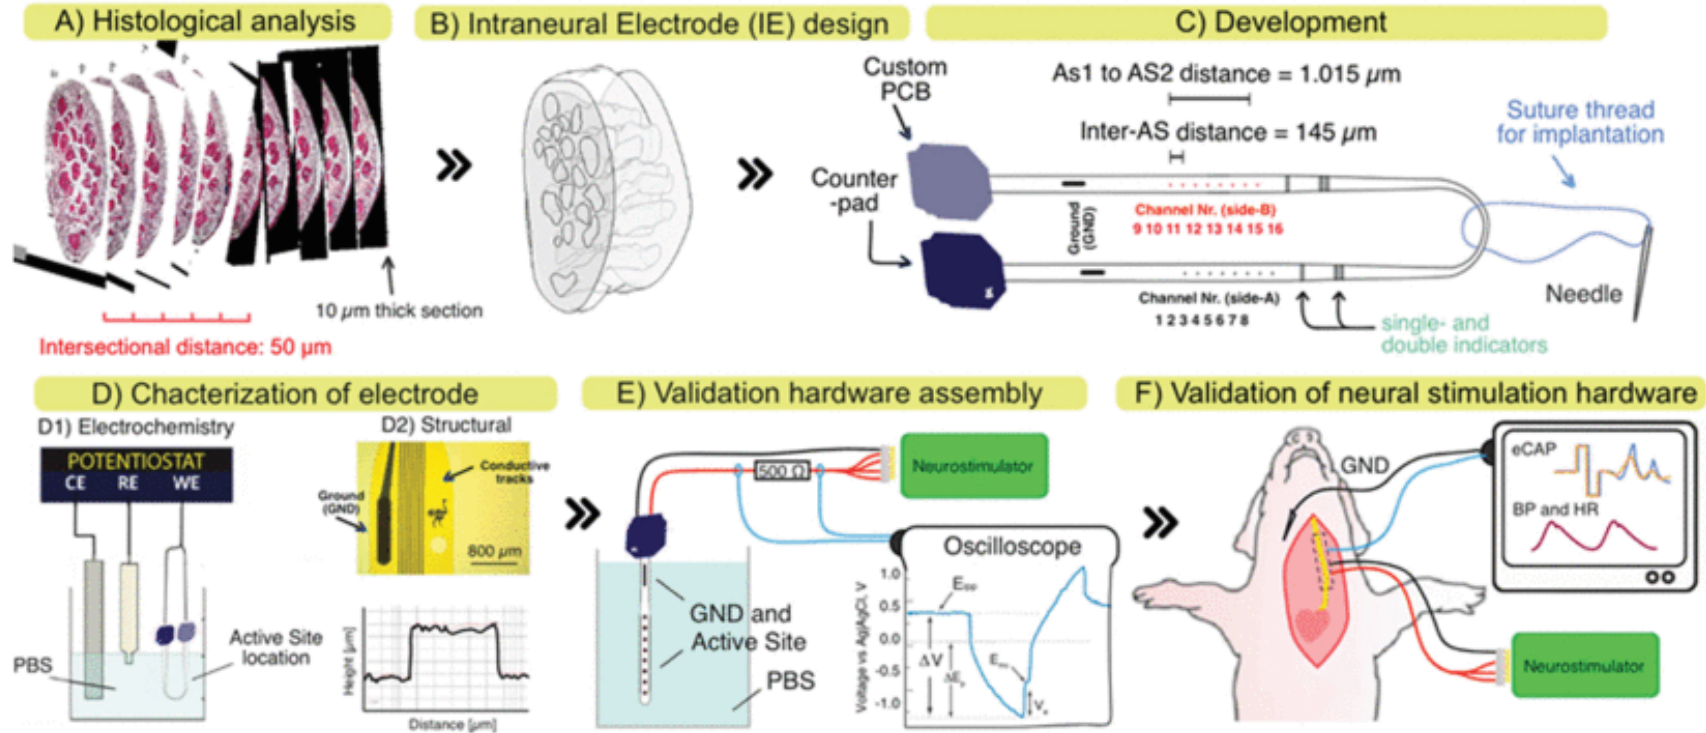 A) Histological analysis
10 µm thick section
Intersectional distance: 50 µm
B) Intraneural Electrode (IE) design
C) Development
Custom
PCB
As1 to AS2 distance = 1.015 µm
Inter-AS distance = 145 µm
Suture thread
for implantation
Counter
-pad
Ground
(GND)
Channel Nr. (side-B)
9 10 11 12 13 14 15 16
Channel Nr. (side-A)
1 2 3 4 5 6 7 8
Needle
single- and
double indicators
D) Chacterization of electrode
D1) Electrochemistry
POTENTIOSTAT
CE RE WE
PBS
Active Site
location
D2) Structural
Conductive
tracks
Ground
(GND)
800 µm
Height [µm]
Distance [µm]
E) Validation hardware assembly
500 Ω
Neurostimulator
GND and
Active Site
PBS
Oscilloscope
Voltage vs Ag|AgCl, V
1.0
0.5
0.0
-0.5
-1.0
ΔV
F) Validation of neural stimulation hardware
GND
eCAP
BP and HR
Neurostimulator